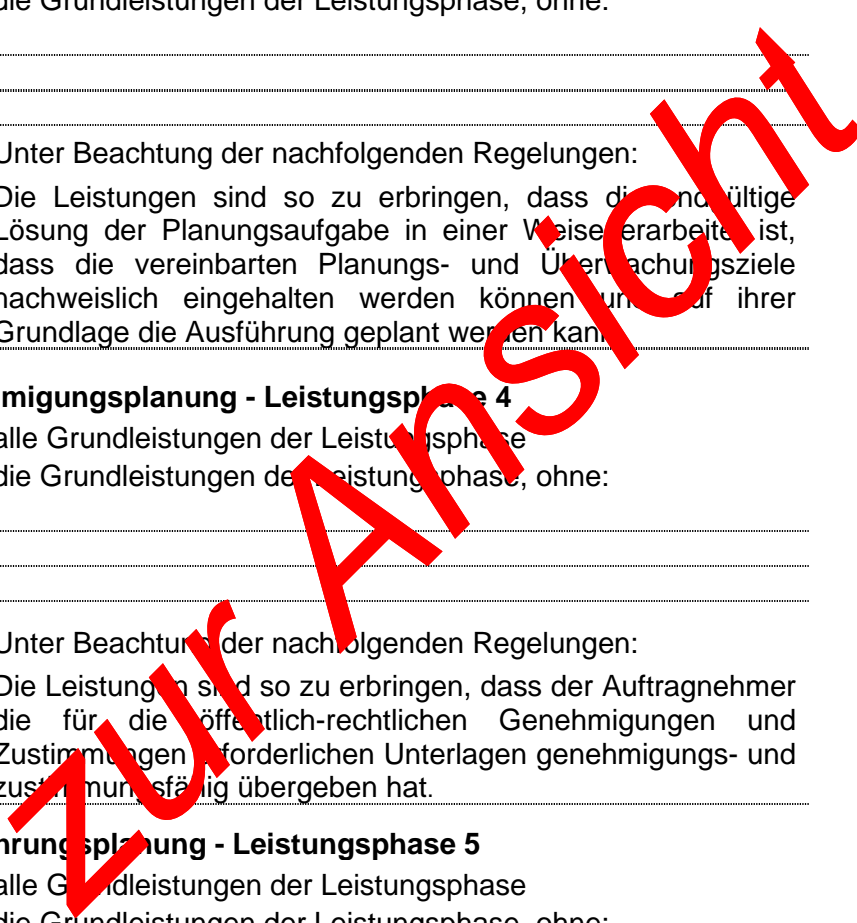 die Grundleistungen der Leistungsphase, ohne:
Unter Beachtung der nachfolgenden Regelungen:
Die Leistungen sind so zu erbringen, dass die endgültige
Lösung der Planungsaufgabe in einer Weise erarbeitet ist,
dass die vereinbarten Planungs- und Überwachungsziele
nachweislich eingehalten werden können und auf ihrer
Grundlage die Ausführung geplant werden kann.
migungsplanung - Leistungsphase 4
alle Grundleistungen der Leistungsphase
die Grundleistungen der Leistungsphase, ohne:
Unter Beachtung der nachfolgenden Regelungen:
Die Leistungen sind so zu erbringen, dass der Auftragnehmer
die für die öffentlich-rechtlichen Genehmigungen und
Zustimmungen erforderlichen Unterlagen genehmigungs- und
zustimmungsfähig übergeben hat.
hrungsplanung - Leistungsphase 5
alle Grundleistungen der Leistungsphase
die Grundleistungen der Leistungsphase, ohne:
zur Ansicht